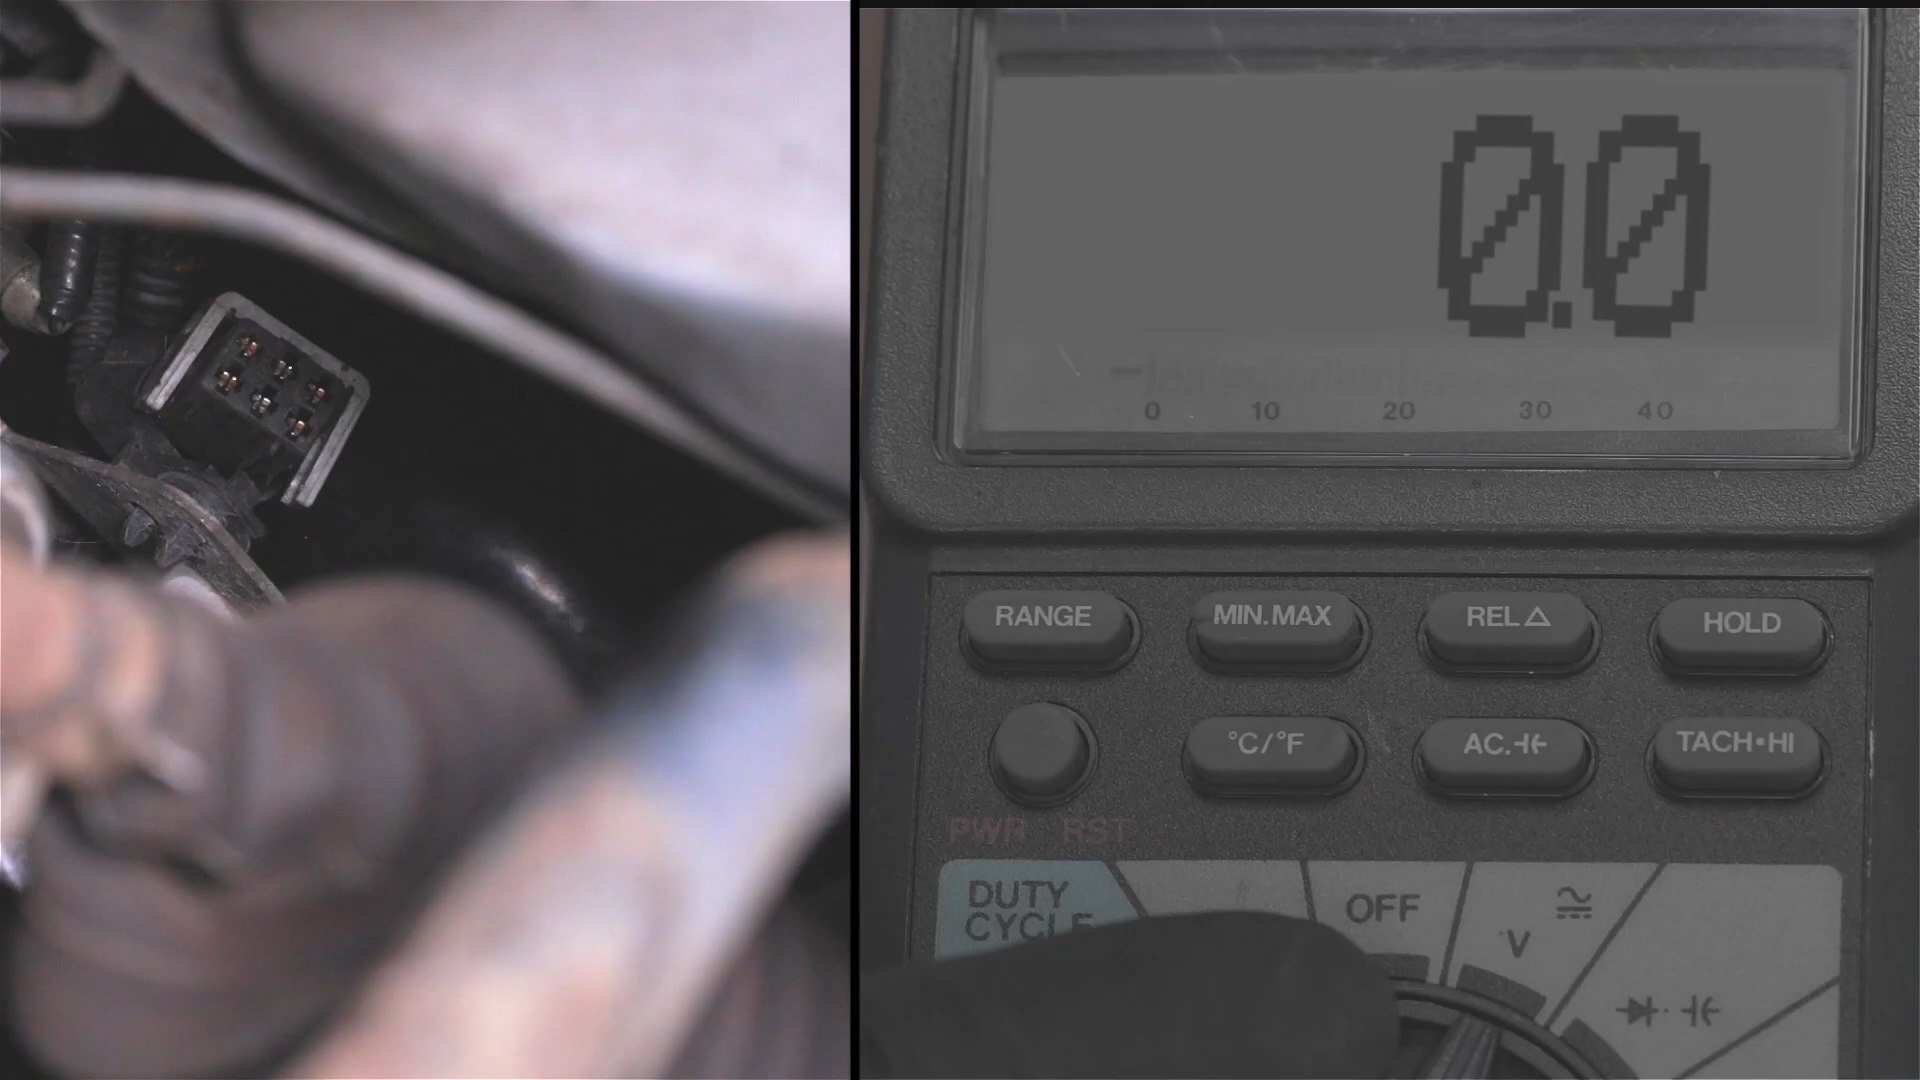 0.0
0 10 20 30 40
RANGE MIN.MAX REL△ HOLD
°C/°F AC. TACH•HI
PWR RST
DUTY
CYCLE
OFF
V